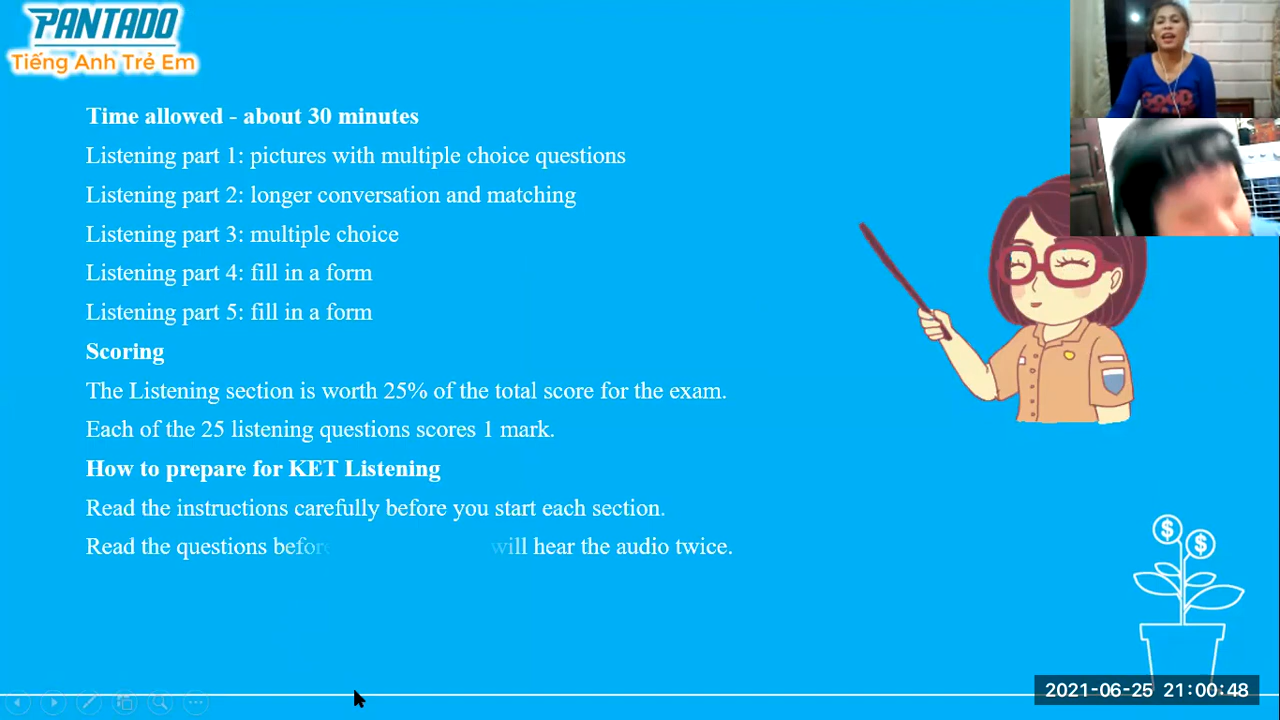 PANTADO
Tiếng Anh Trẻ Em
Time allowed - about 30 minutes
Listening part 1: pictures with multiple choice questions
Listening part 2: longer conversation and matching
Listening part 3: multiple choice
Listening part 4: fill in a form
Listening part 5: fill in a form
Scoring
The Listening section is worth 25% of the total score for the exam.
Each of the 25 listening questions scores 1 mark.
How to prepare for KET Listening
Read the instructions carefully before you start each section.
Read the questions before will hear the audio twice.
GOOD
$
$
2021-06-25 21:00:48